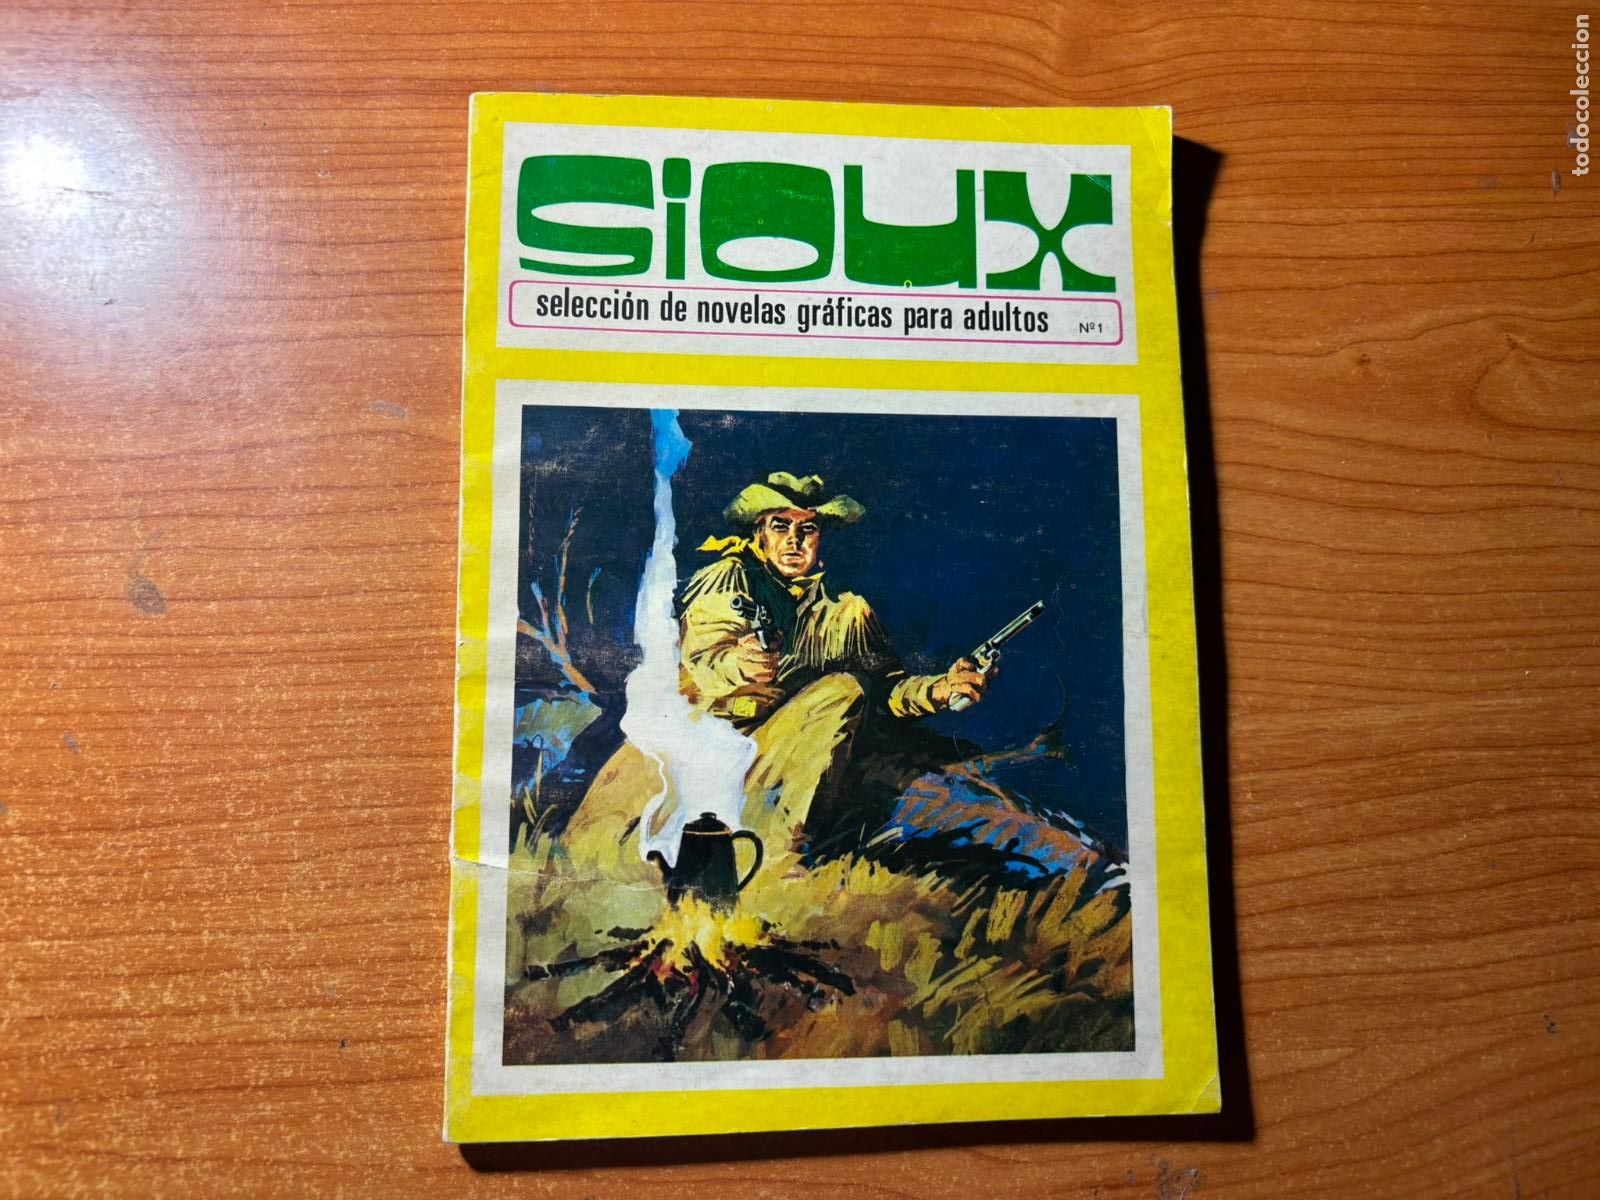 sioux
selección de novelas gráficas para adultos Nº1
todocoleccion